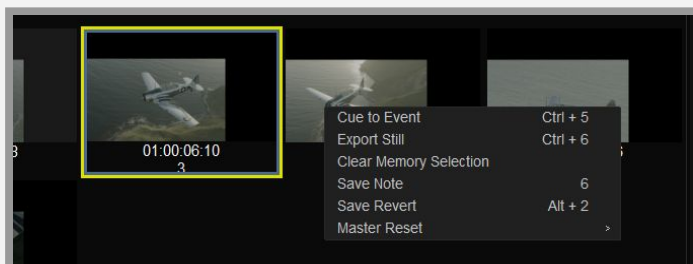 01:00:06:10
3
Cue to Event Ctrl + 5
Export Still Ctrl + 6
Clear Memory Selection
Save Note 6
Save Revert Alt + 2
Master Reset >